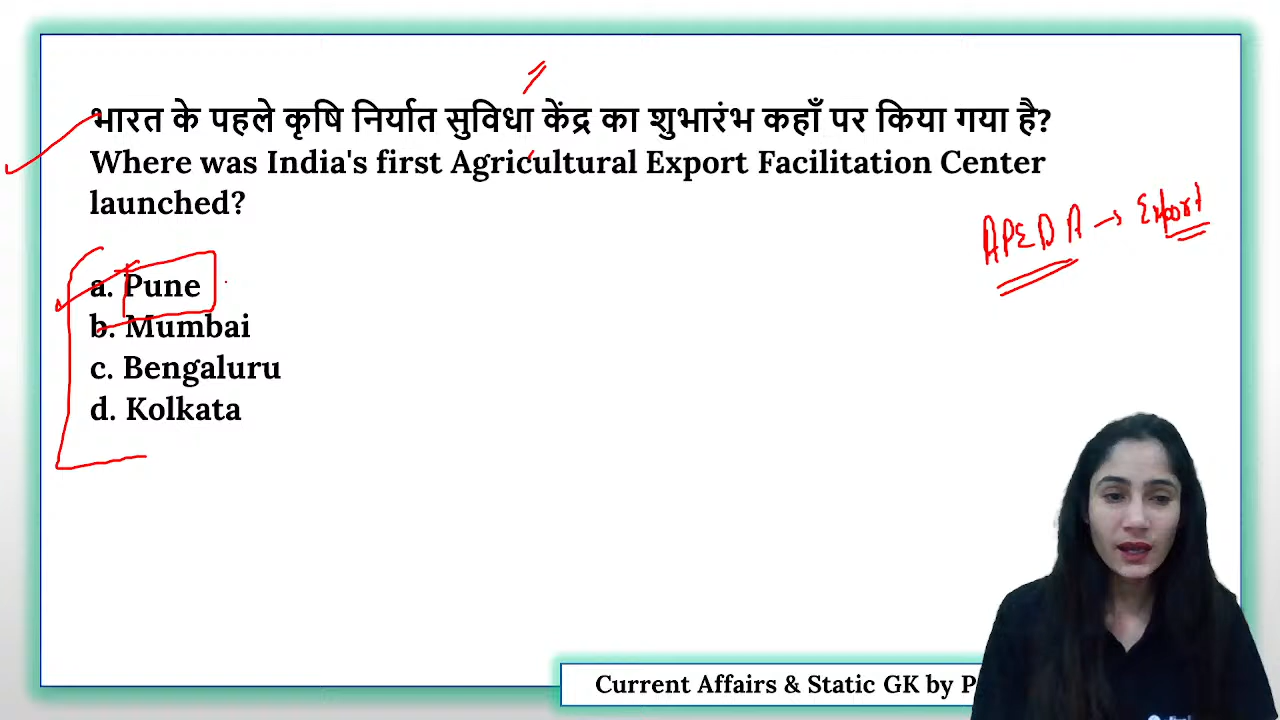 भारत के पहले कृषि निर्यात सुविधा केंद्र का शुभारंभ कहाँ पर किया गया है?
Where was India's first Agricultural Export Facilitation Center
launched?
APEDA → Export
a. Pune
b. Mumbai
c. Bengaluru
d. Kolkata
Current Affairs & Static GK by P